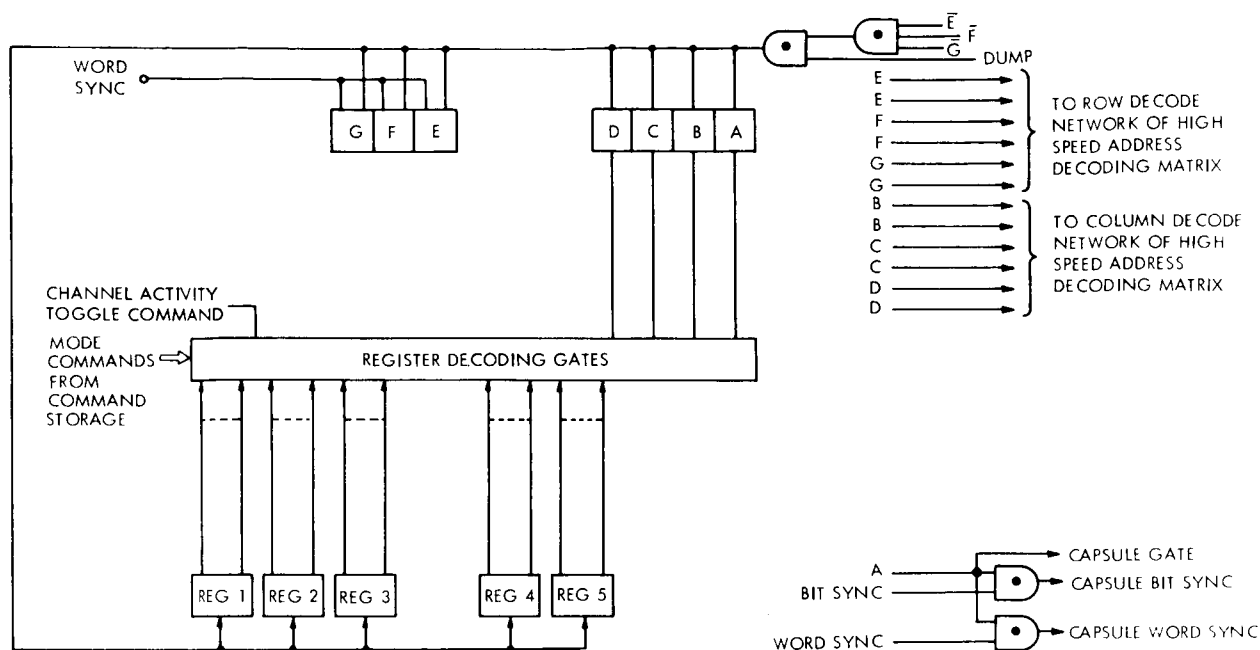 E̅
F̅
G̅
DUMP
WORD
SYNC
G F E
D C B A
E
E
F
F
G
G
TO ROW DECODE
NETWORK OF HIGH
SPEED ADDRESS
DECODING MATRIX
B
B
C
C
D
D
TO COLUMN DECODE
NETWORK OF HIGH
SPEED ADDRESS
DECODING MATRIX
CHANNEL ACTIVITY
TOGGLE COMMAND
MODE
COMMANDS
FROM
COMMAND
STORAGE
REGISTER DECODING GATES
REG 1 REG 2 REG 3 REG 4 REG 5
A
BIT SYNC
WORD SYNC
CAPSULE GATE
CAPSULE BIT SYNC
CAPSULE WORD SYNC